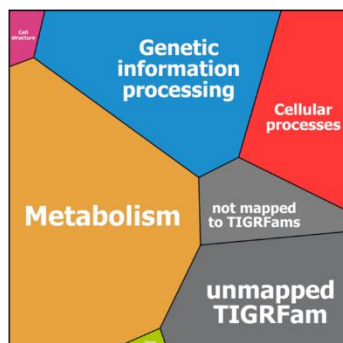 Cell
structure
Genetic
information
processing
Cellular
processes
Metabolism
not mapped
to TIGRFams
unmapped
TIGRFam